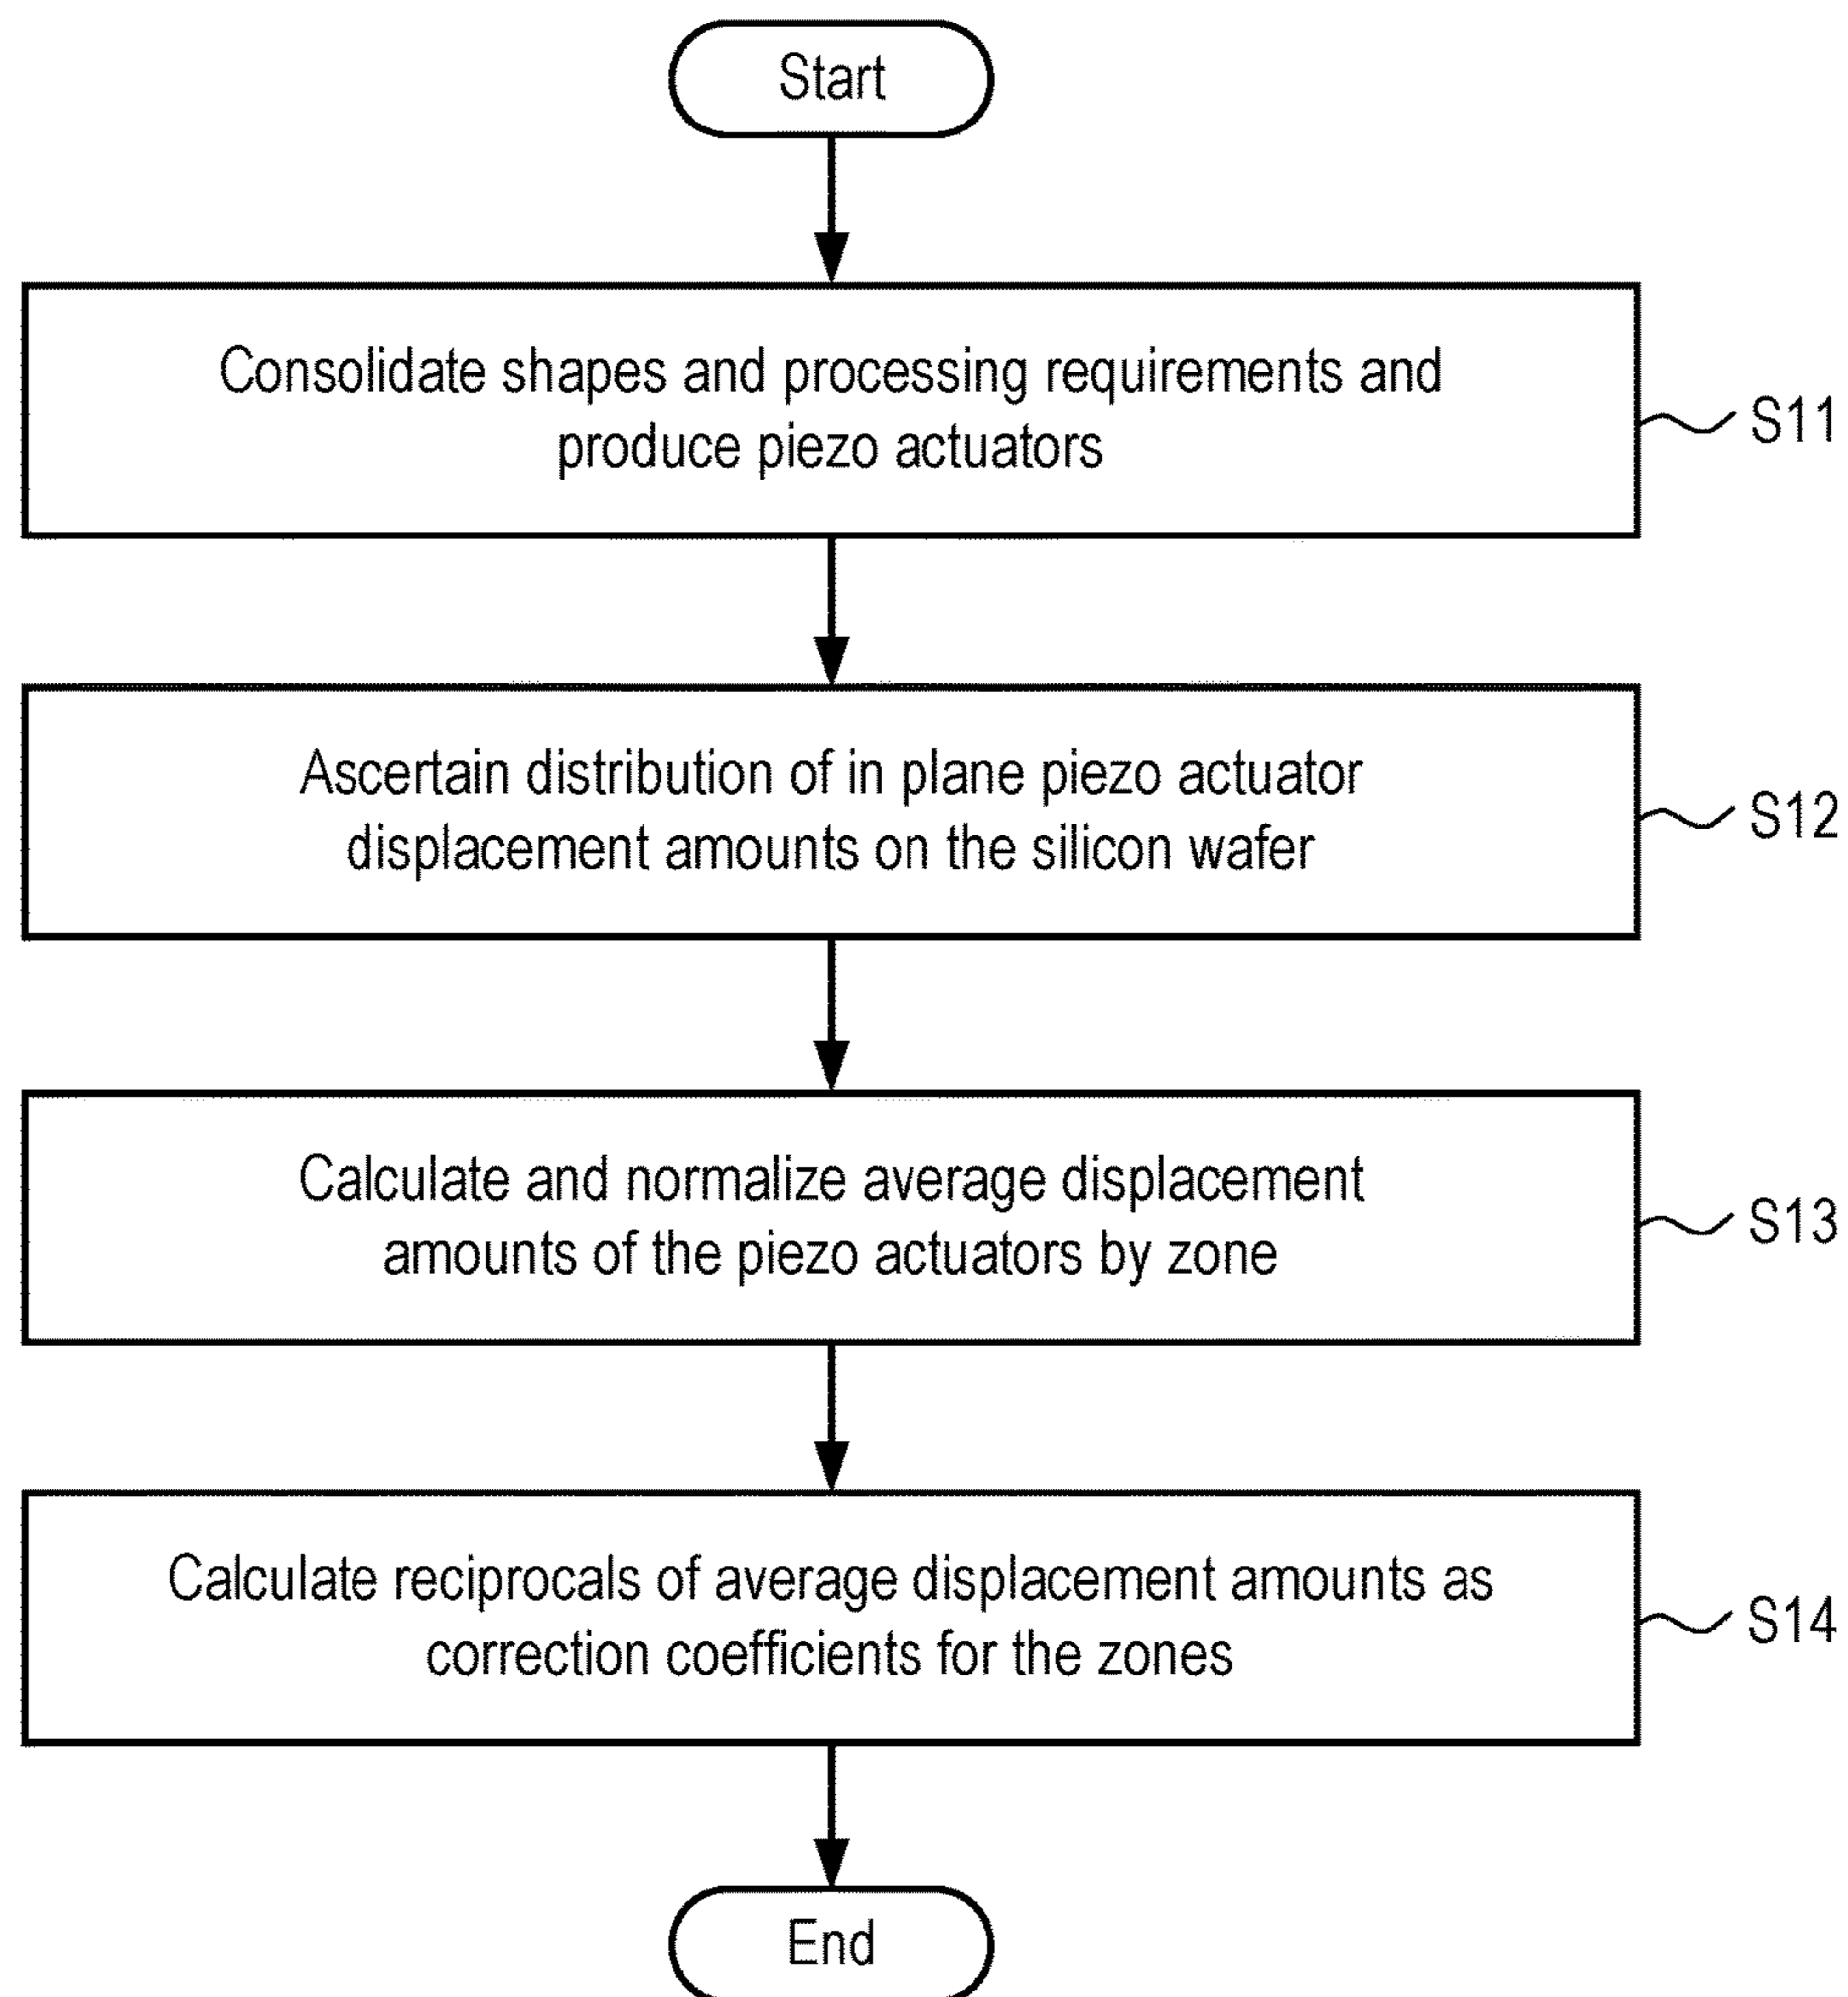 Start
Consolidate shapes and processing requirements and
produce piezo actuators
S11
Ascertain distribution of in plane piezo actuator
displacement amounts on the silicon wafer
S12
Calculate and normalize average displacement
amounts of the piezo actuators by zone
S13
Calculate reciprocals of average displacement amounts as
correction coefficients for the zones
S14
End